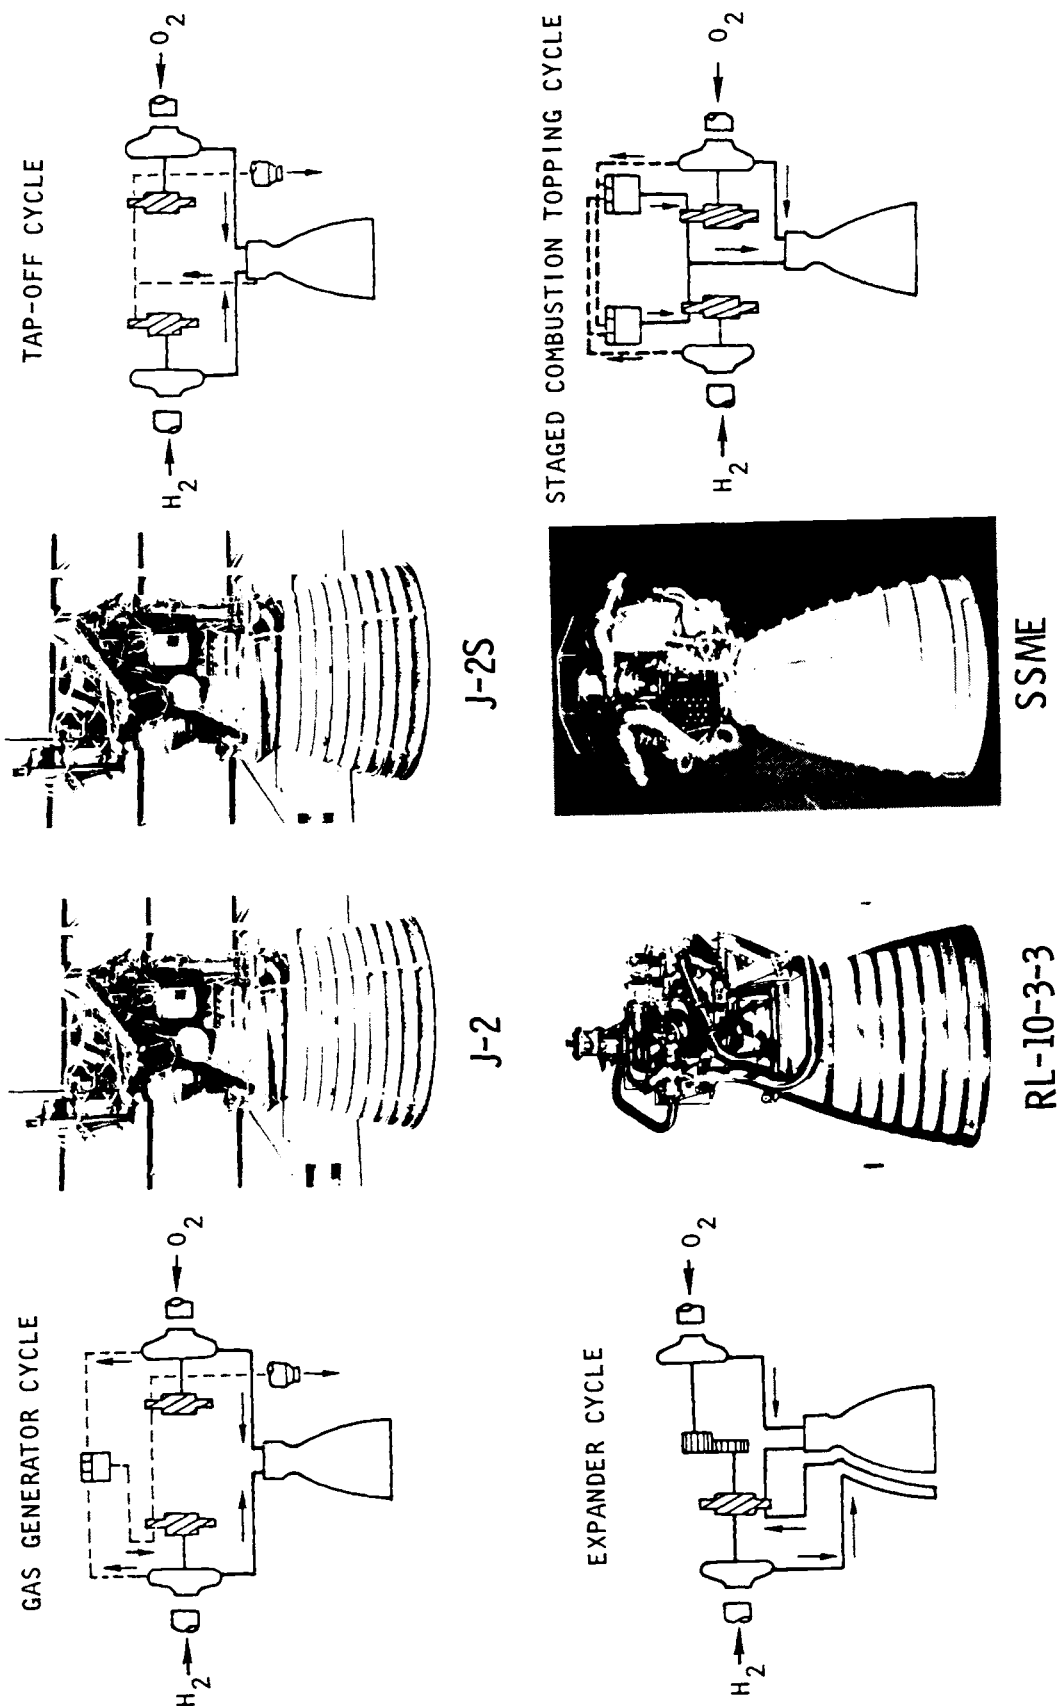 GAS GENERATOR CYCLE
H2
O2
J-2
J-2S
TAP-OFF CYCLE
H2
O2
EXPANDER CYCLE
H2
O2
RL-10-3-3
SSME
STAGED COMBUSTION TOPPING CYCLE
H2
O2